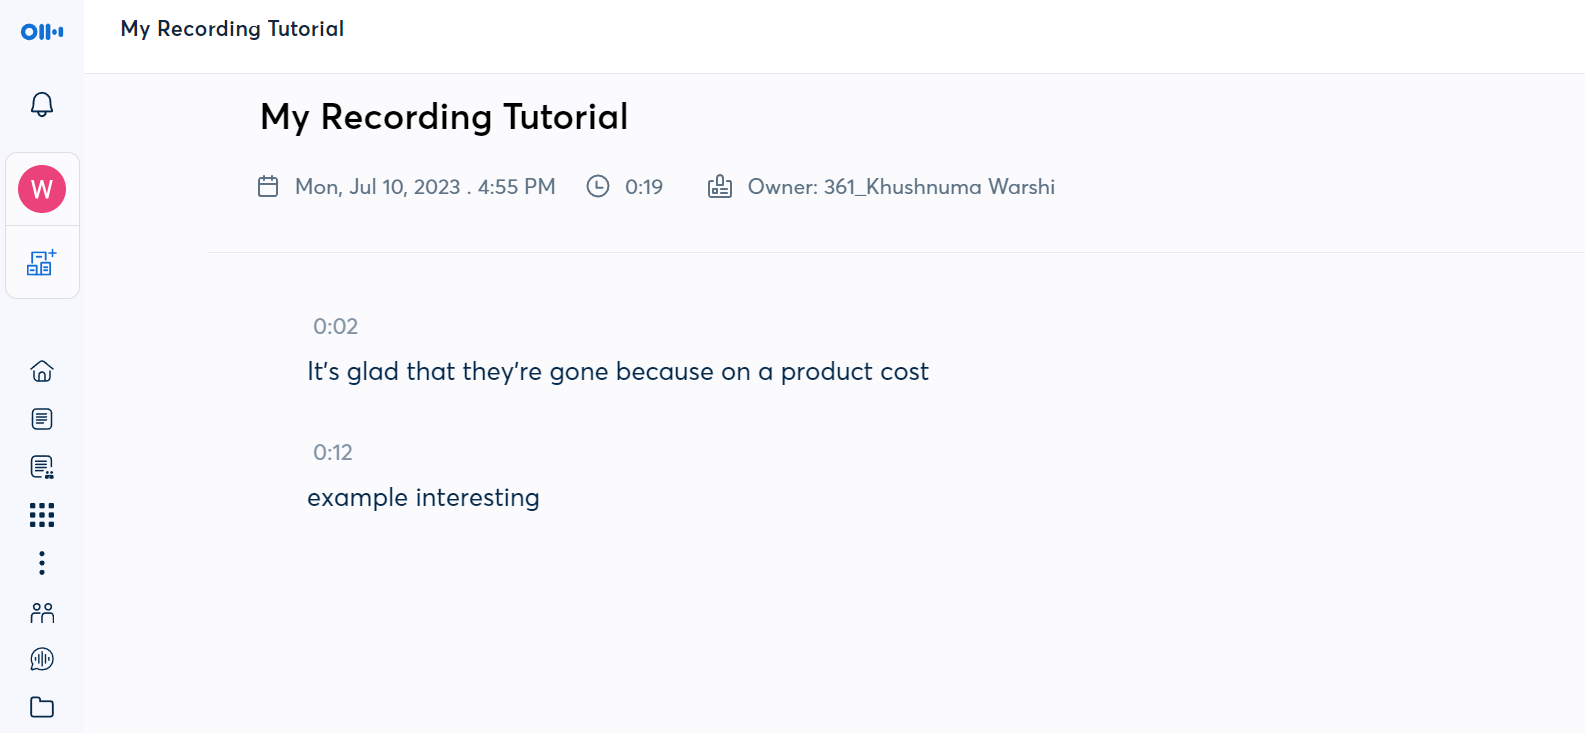 My Recording Tutorial
W
My Recording Tutorial
Mon, Jul 10, 2023 . 4:55 PM 0:19 Owner: 361_Khushnuma Warshi
0:02
It's glad that they're gone because on a product cost
0:12
example interesting